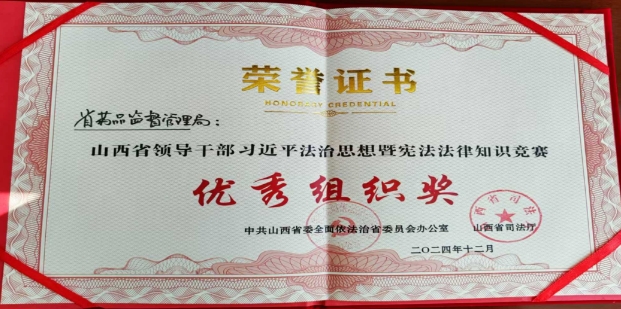 荣誉证书
HONORARY CREDENTIAL
省药品监督管理局：
山西省领导干部习近平法治思想暨宪法法律知识竞赛
优秀组织奖
中共山西省委全面依法治省委员会办公室 山西省司法厅
二〇二四年十二月